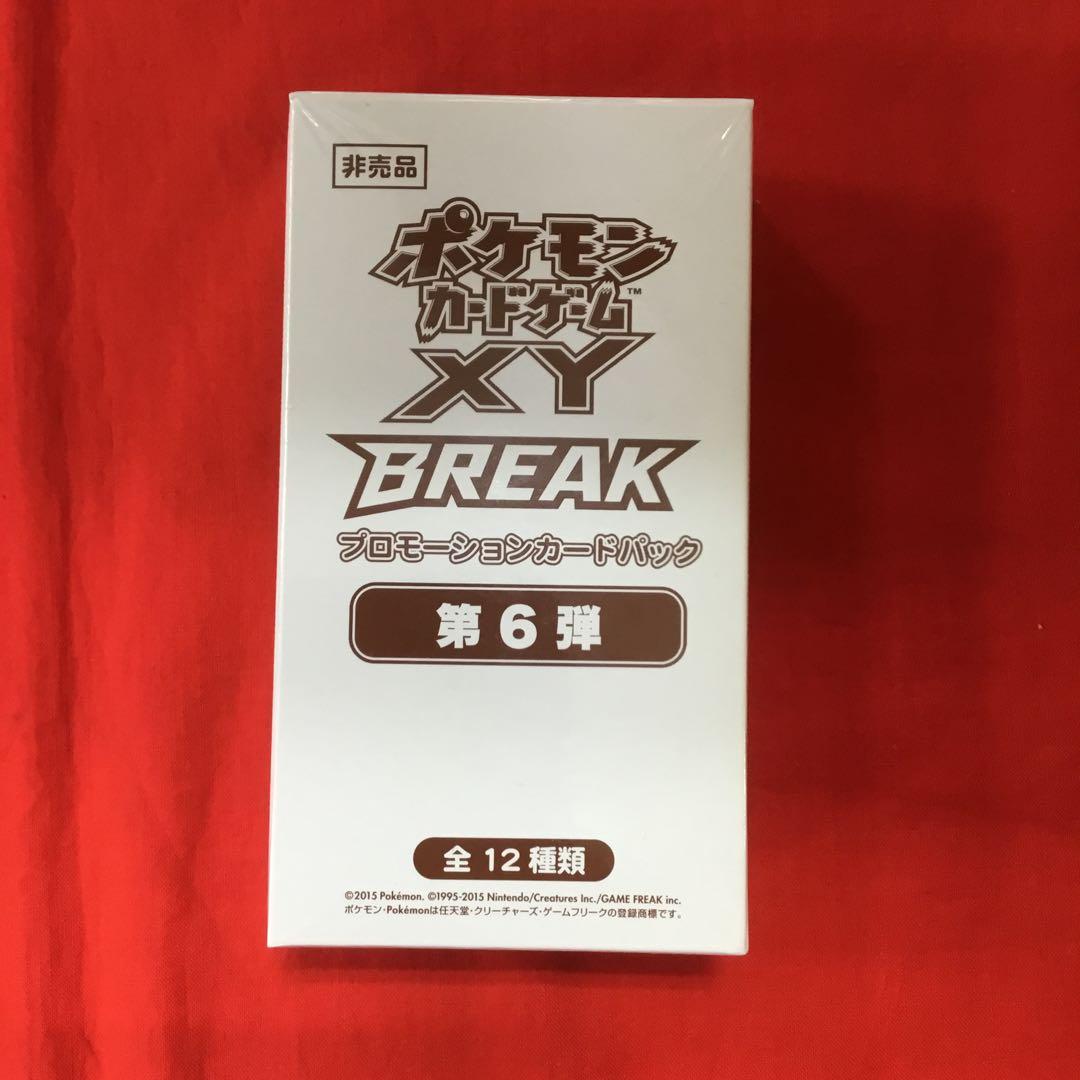 非売品
ポケモン
カードゲーム™
XY
BREAK
プロモーションカードパック
第6弾
全12種類
©2015 Pokémon. ©1995-2015 Nintendo/Creatures Inc./GAME FREAK inc.
ポケモン・Pokémonは任天堂・クリーチャーズ・ゲームフリークの登録商標です。